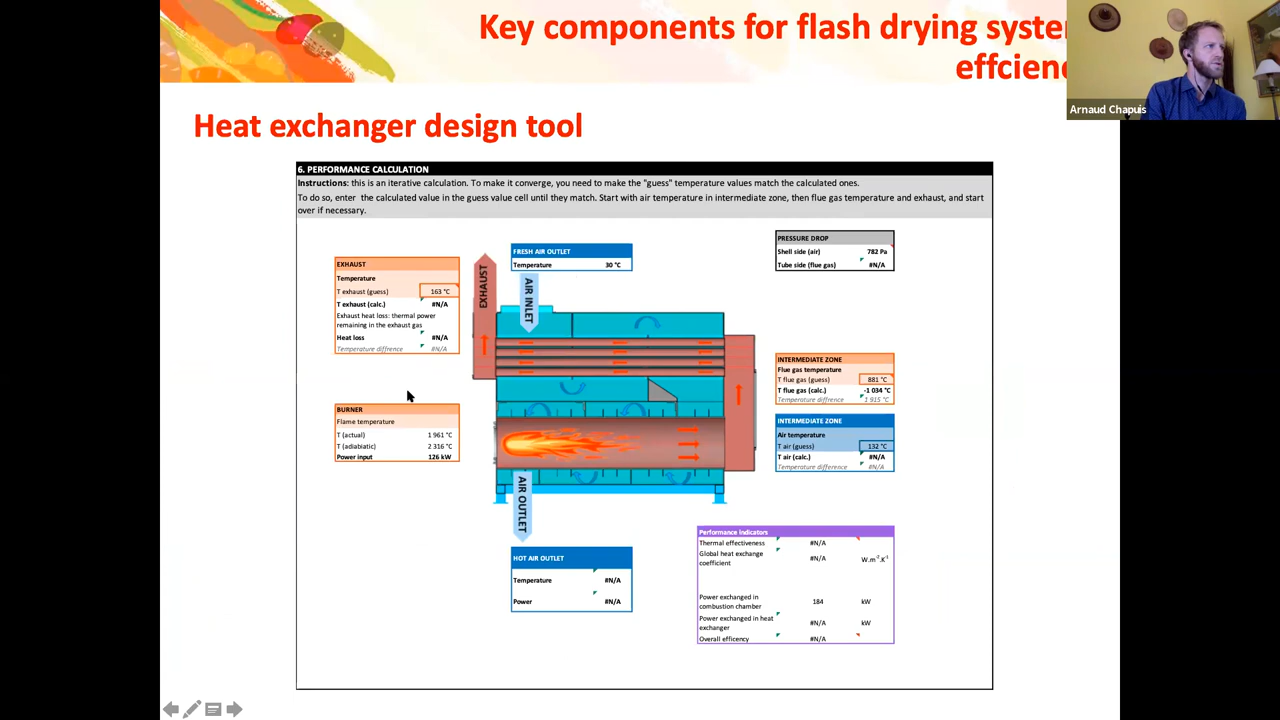 Key components for flash drying syste
effcien
Arnaud Chapuis
Heat exchanger design tool
6. PERFORMANCE CALCULATION
Instructions: this is an iterative calculation. To make it converge, you need to make the "guess" temperature values match the calculated ones.
To do so, enter the calculated value in the guess value cell until they match. Start with air temperature in intermediate zone, then flue gas temperature and exhaust, and start
over if necessary.
EXHAUST
Temperature
T exhaust (guess) 163 °C
T exhaust (calc.) #N/A
Exhaust heat loss: thermal power
remaining in the exhaust gas
Heat loss #N/A
Temperature diffrence #N/A
BURNER
Flame temperature
T (actual) 1 961 °C
T (adiabiatic) 2 316 °C
Power input 126 kW
EXHAUST
FRESH AIR OUTLET
Temperature 30 °C
AIR INLET
AIR OUTLET
HOT AIR OUTLET
Temperature #N/A
Power #N/A
PRESSURE DROP
Shell side (air) 782 Pa
Tube side (flue gas) #N/A
INTERMEDIATE ZONE
Flue gas temperature
T flue gas (guess) 881 °C
T flue gas (calc.) -1 034 °C
Temperature diffrence 1 915 °C
INTERMEDIATE ZONE
Air temperature
T air (guess) 132 °C
T air (calc.) #N/A
Temperature difference #N/A
Performance Indicators
Thermal effectiveness #N/A
Global heat exchange
coefficient #N/A W.m⁻².K⁻¹
Power exchanged in
combustion chamber 184 kW
Power exchanged in heat
exchanger #N/A kW
Overall efficency #N/A